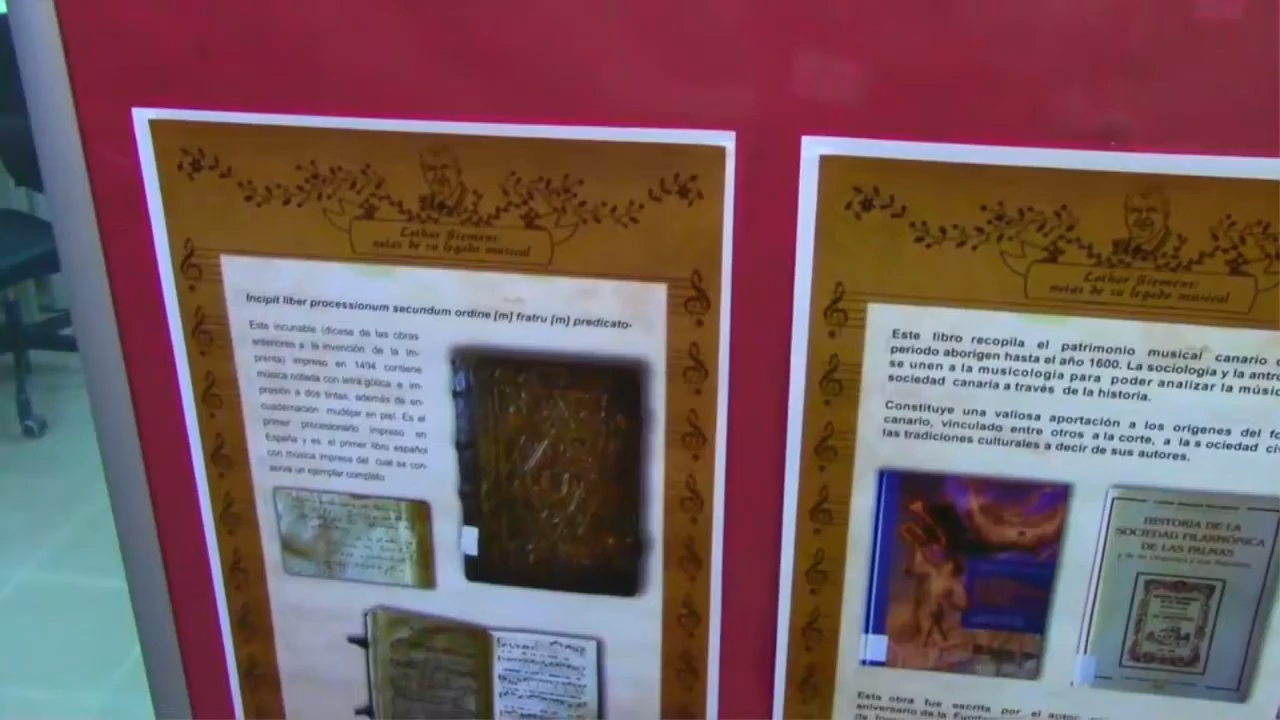 Lothar Siemens:
notas de su legado musical
Incipit liber processionum secundum ordine [m] fratru [m] predicato-
Este incunable (dícese de las obras
anteriores a la invención de la im-
prenta) impreso en 1494 contiene
música notada con letra gótica e im-
presión a dos tintas, además de en-
cuadernación mudéjar en piel. Es el
primer procesionario impreso en
España y es el primer libro español
con música impresa del cual se con-
serva un ejemplar completo
Lothar Siemens:
notas de su legado musical
Este libro recopila el patrimonio musical canario
periodo aborigen hasta el año 1600. La sociología y la antro
se unen a la musicología para poder analizar la músic
sociedad canaria a través de la historia.
Constituye una valiosa aportación a los orígenes del fo
canario, vinculado entre otros a la corte, a la s ociedad ci
las tradiciones culturales a decir de sus autores.
HISTORIA DE LA
SOCIEDAD FILARMÓNICA
DE LAS PALMAS
Esta obra fue escrita por el autor
aniversario de la